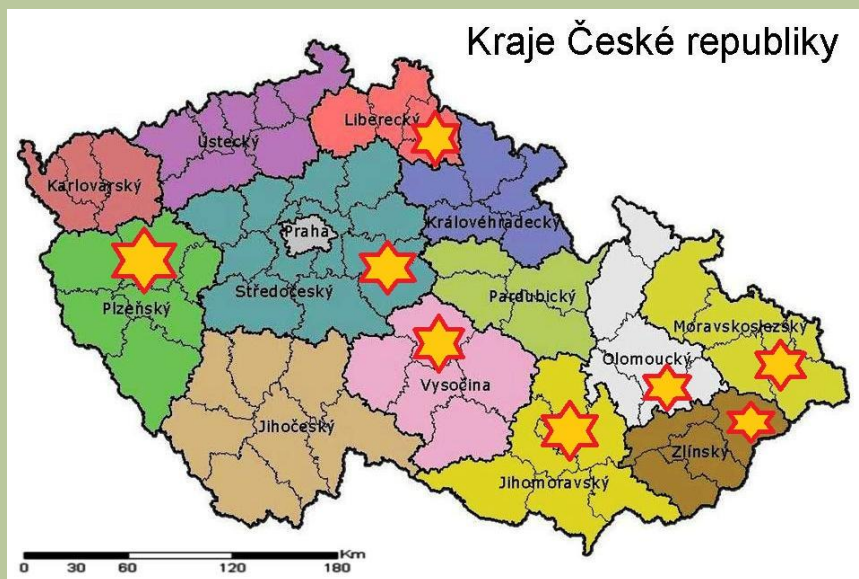 Kraje České republiky
Liberecký
Ústecký
Karlovarský
Královéhradecký
Praha
Středočeský
Pardubický
Plzeňský
Moravskoslezský
Olomoucký
Vysočina
Jihočeský
Zlínský
Jihomoravský
Km
0 30 60 120 180